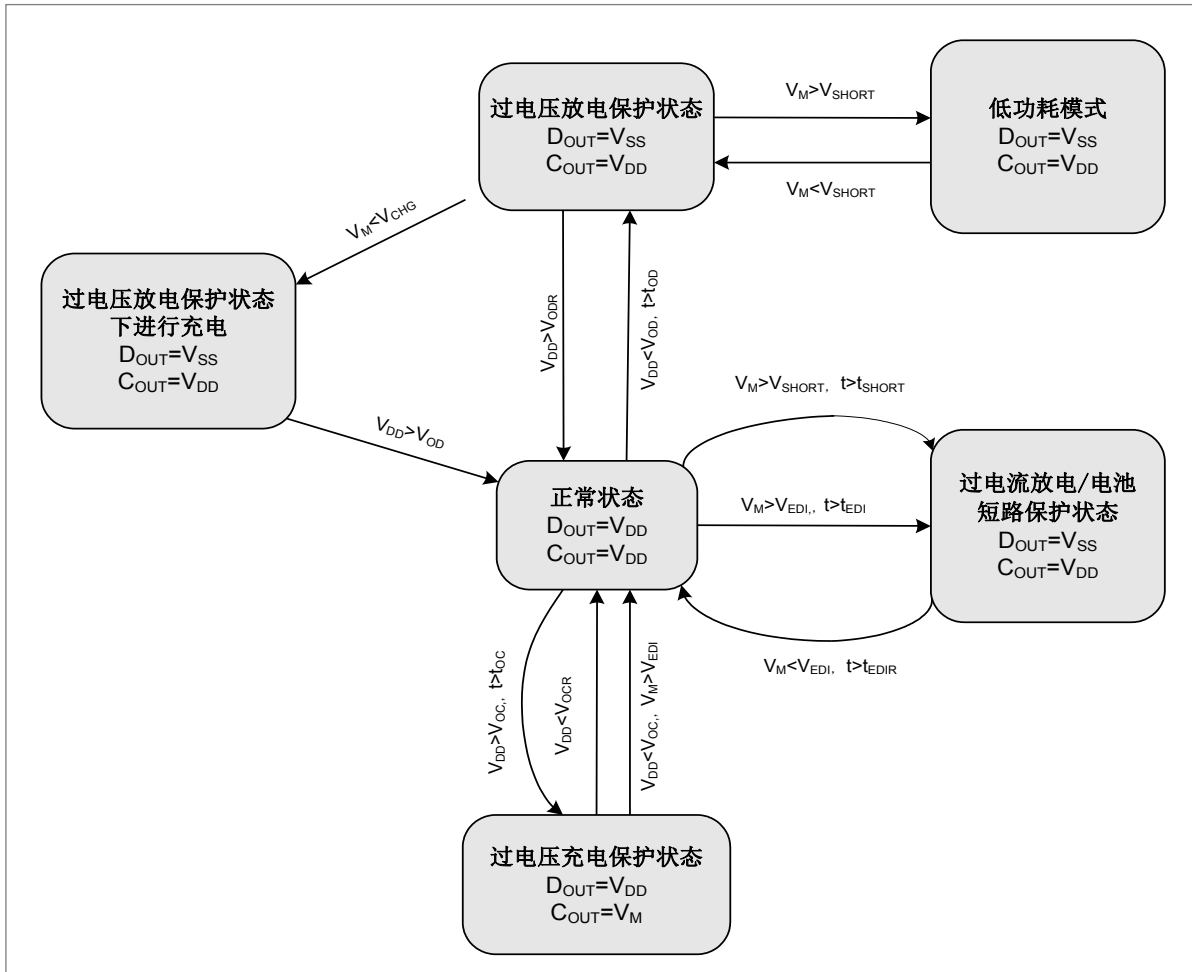 过电压放电保护状态
DOUT=VSS
COUT=VDD
VM>VSHORT
VM<VSHORT
低功耗模式
DOUT=VSS
COUT=VDD
VM<VCHG
过电压放电保护状态
下进行充电
DOUT=VSS
COUT=VDD
VDD>VODR
VDD<VOD, t>tOD
VDD>VOD
VM>VSHORT, t>tSHORT
正常状态
DOUT=VDD
COUT=VDD
VM>VEDI,, t>tEDI
过电流放电/电池
短路保护状态
DOUT=VSS
COUT=VDD
VM<VEDI, t>tEDIR
VDD>VOC,, t>tOC
VDD<VOCR
VDD<VOC,, VM>VEDI
过电压充电保护状态
DOUT=VDD
COUT=VM